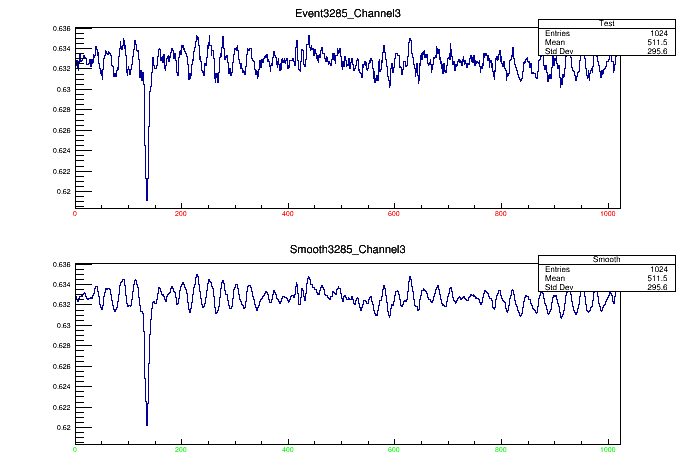 Event3285_Channel3
Test
Entries 1024
Mean 511.5
Std Dev 295.6
0.636
0.634
0.632
0.63
0.628
0.626
0.624
0.622
0.62
0 200 400 600 800 1000
Smooth3285_Channel3
Smooth
Entries 1024
Mean 511.5
Std Dev 295.6
0.636
0.634
0.632
0.63
0.628
0.626
0.624
0.622
0.62
0 200 400 600 800 1000